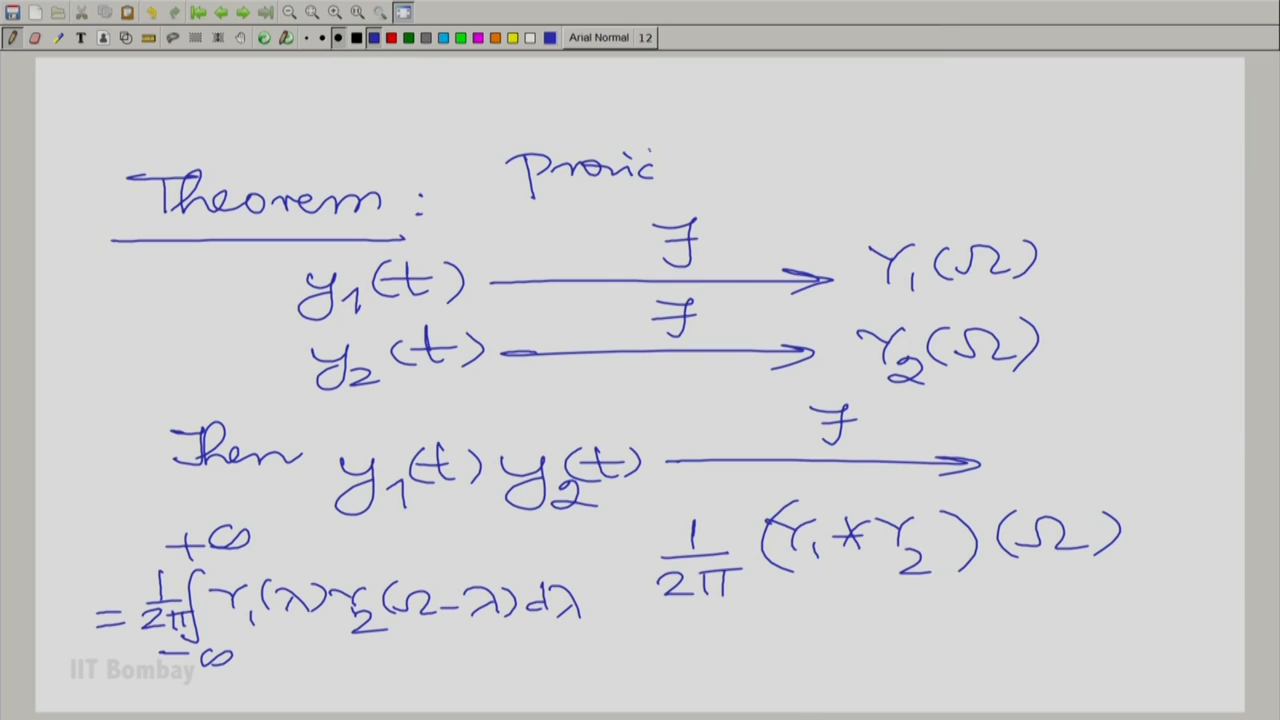 Arial Normal 12
Theorem: Provic
y₁(t) ℱ Y₁(Ω)
y₂(t) ℱ Y₂(Ω)
Then y₁(t) y₂(t) ℱ
1/2π (Y₁ * Y₂)(Ω)
= 1/2π ∫_{-∞}^{+∞} Y₁(λ) Y₂(Ω-λ) dλ
IIT Bombay